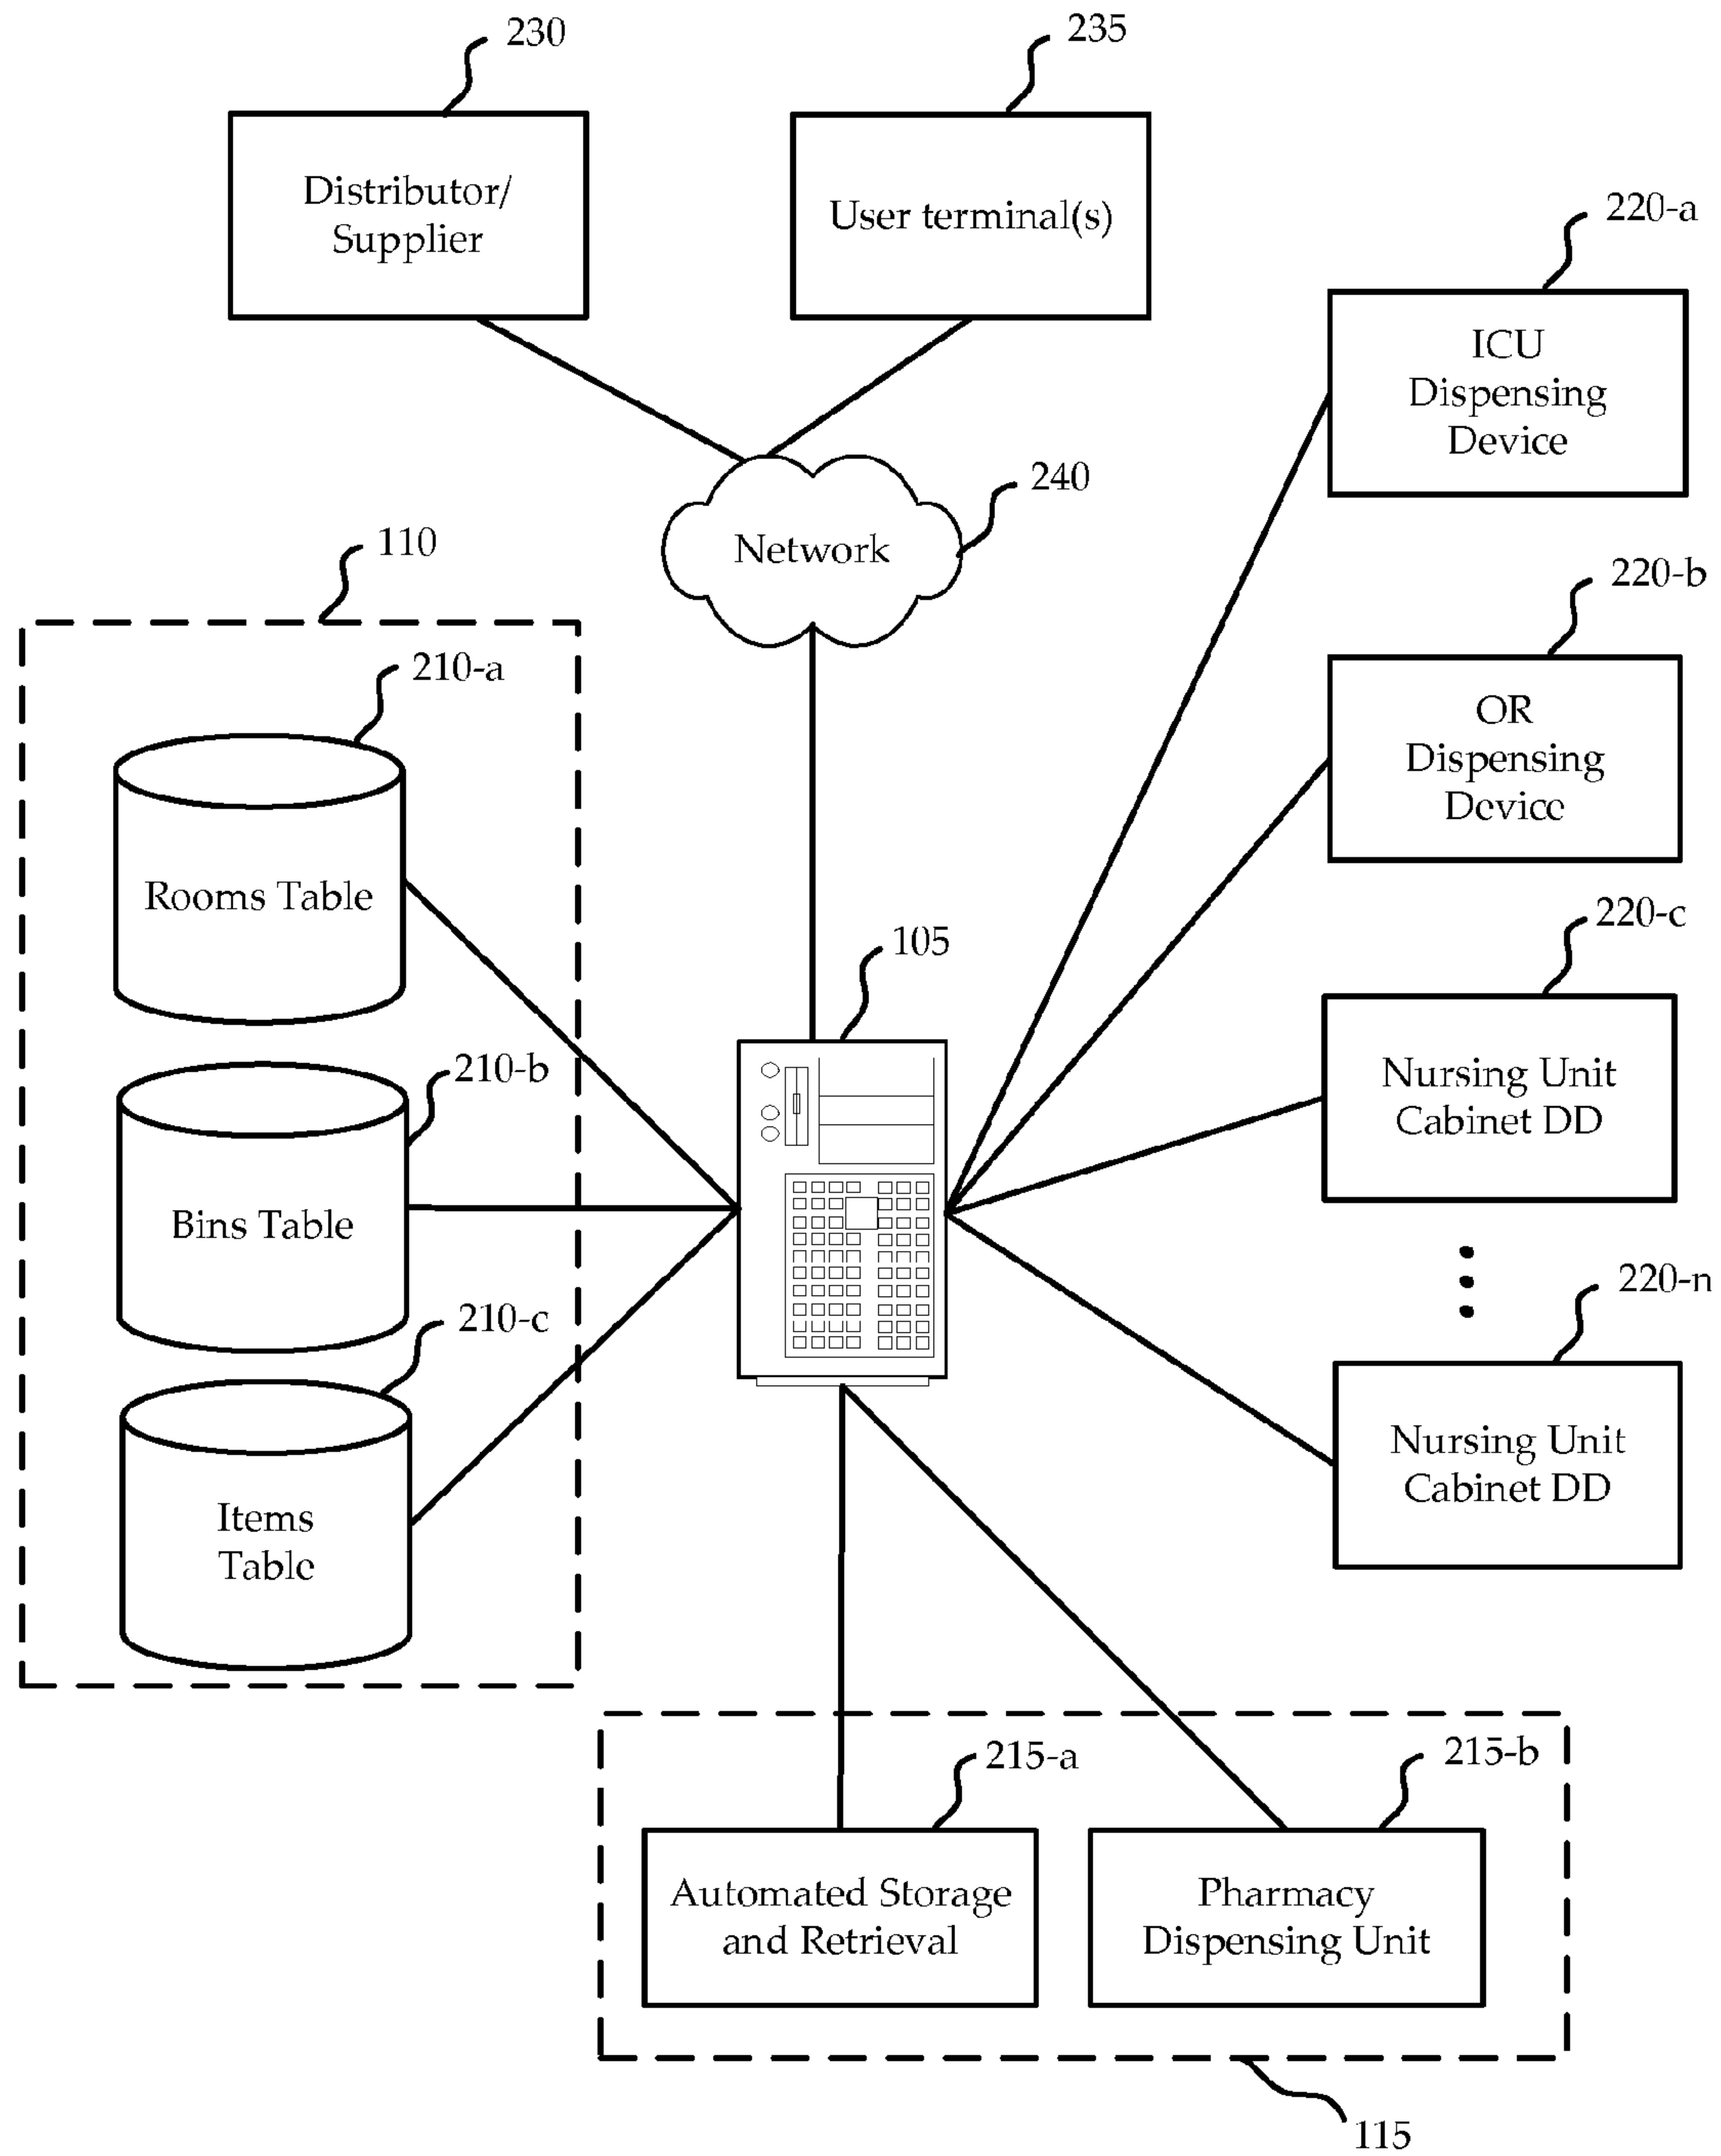 230
235
Distributor/
Supplier
User terminal(s)
220-a
ICU
Dispensing
Device
240
Network
110
220-b
210-a
OR
Dispensing
Device
Rooms Table
220-c
105
210-b
Nursing Unit
Cabinet DD
Bins Table
220-n
210-c
Nursing Unit
Cabinet DD
Items
Table
215-a
215-b
Automated Storage
and Retrieval
Pharmacy
Dispensing Unit
115